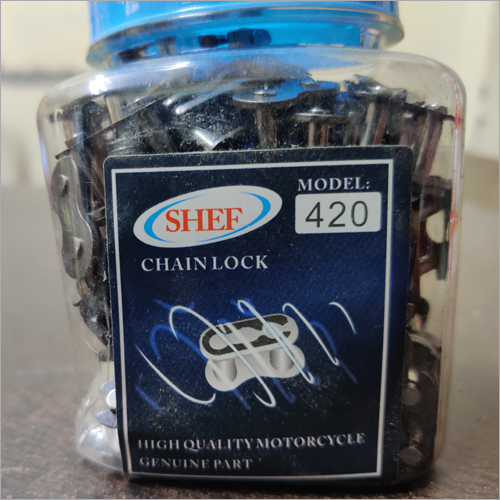 SHEF
MODEL:
420
CHAIN LOCK
HIGH QUALITY MOTORCYCLE
GENUINE PART